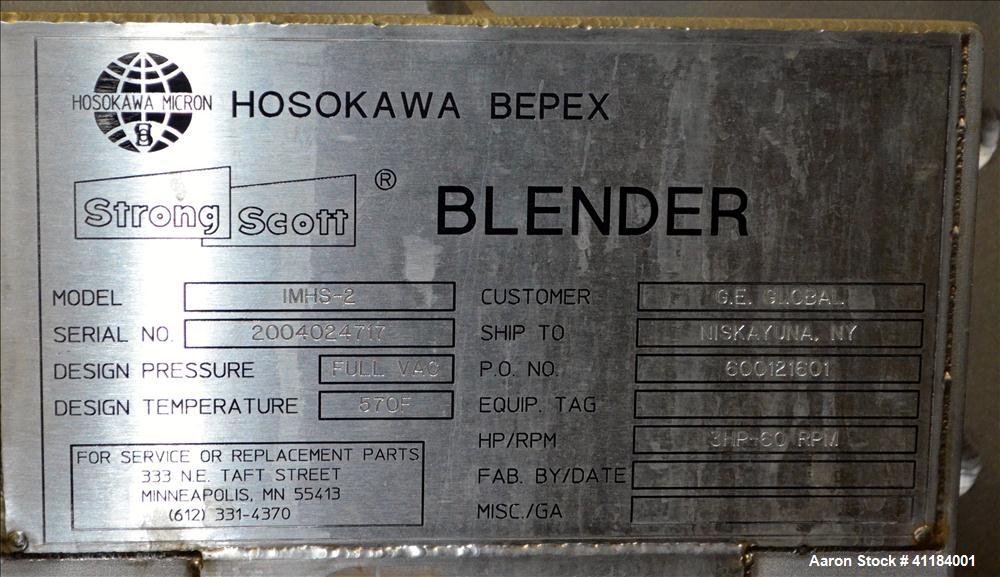 HOSOKAWA MICRON
HOSOKAWA BEPEX
Strong Scott ® BLENDER
MODEL IMHS-2
SERIAL NO. 2004024717
DESIGN PRESSURE FULL VAC
DESIGN TEMPERATURE 570F
FOR SERVICE OR REPLACEMENT PARTS
333 N.E. TAFT STREET
MINNEAPOLIS, MN 55413
(612) 331-4370
CUSTOMER G.E. GLOBAL
SHIP TO NISKAYUNA, NY
P.O. NO. 600121601
EQUIP. TAG
HP/RPM 3HP-60 RPM
FAB. BY/DATE
MISC./GA
Aaron Stock # 41184001